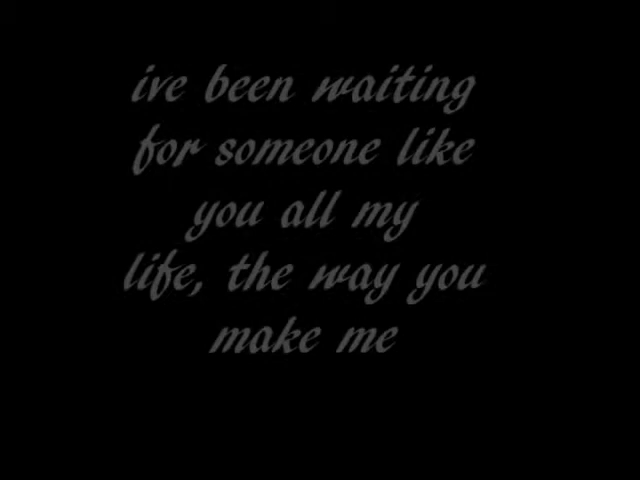 ive been waiting
for someone like
you all my
life, the way you
make me